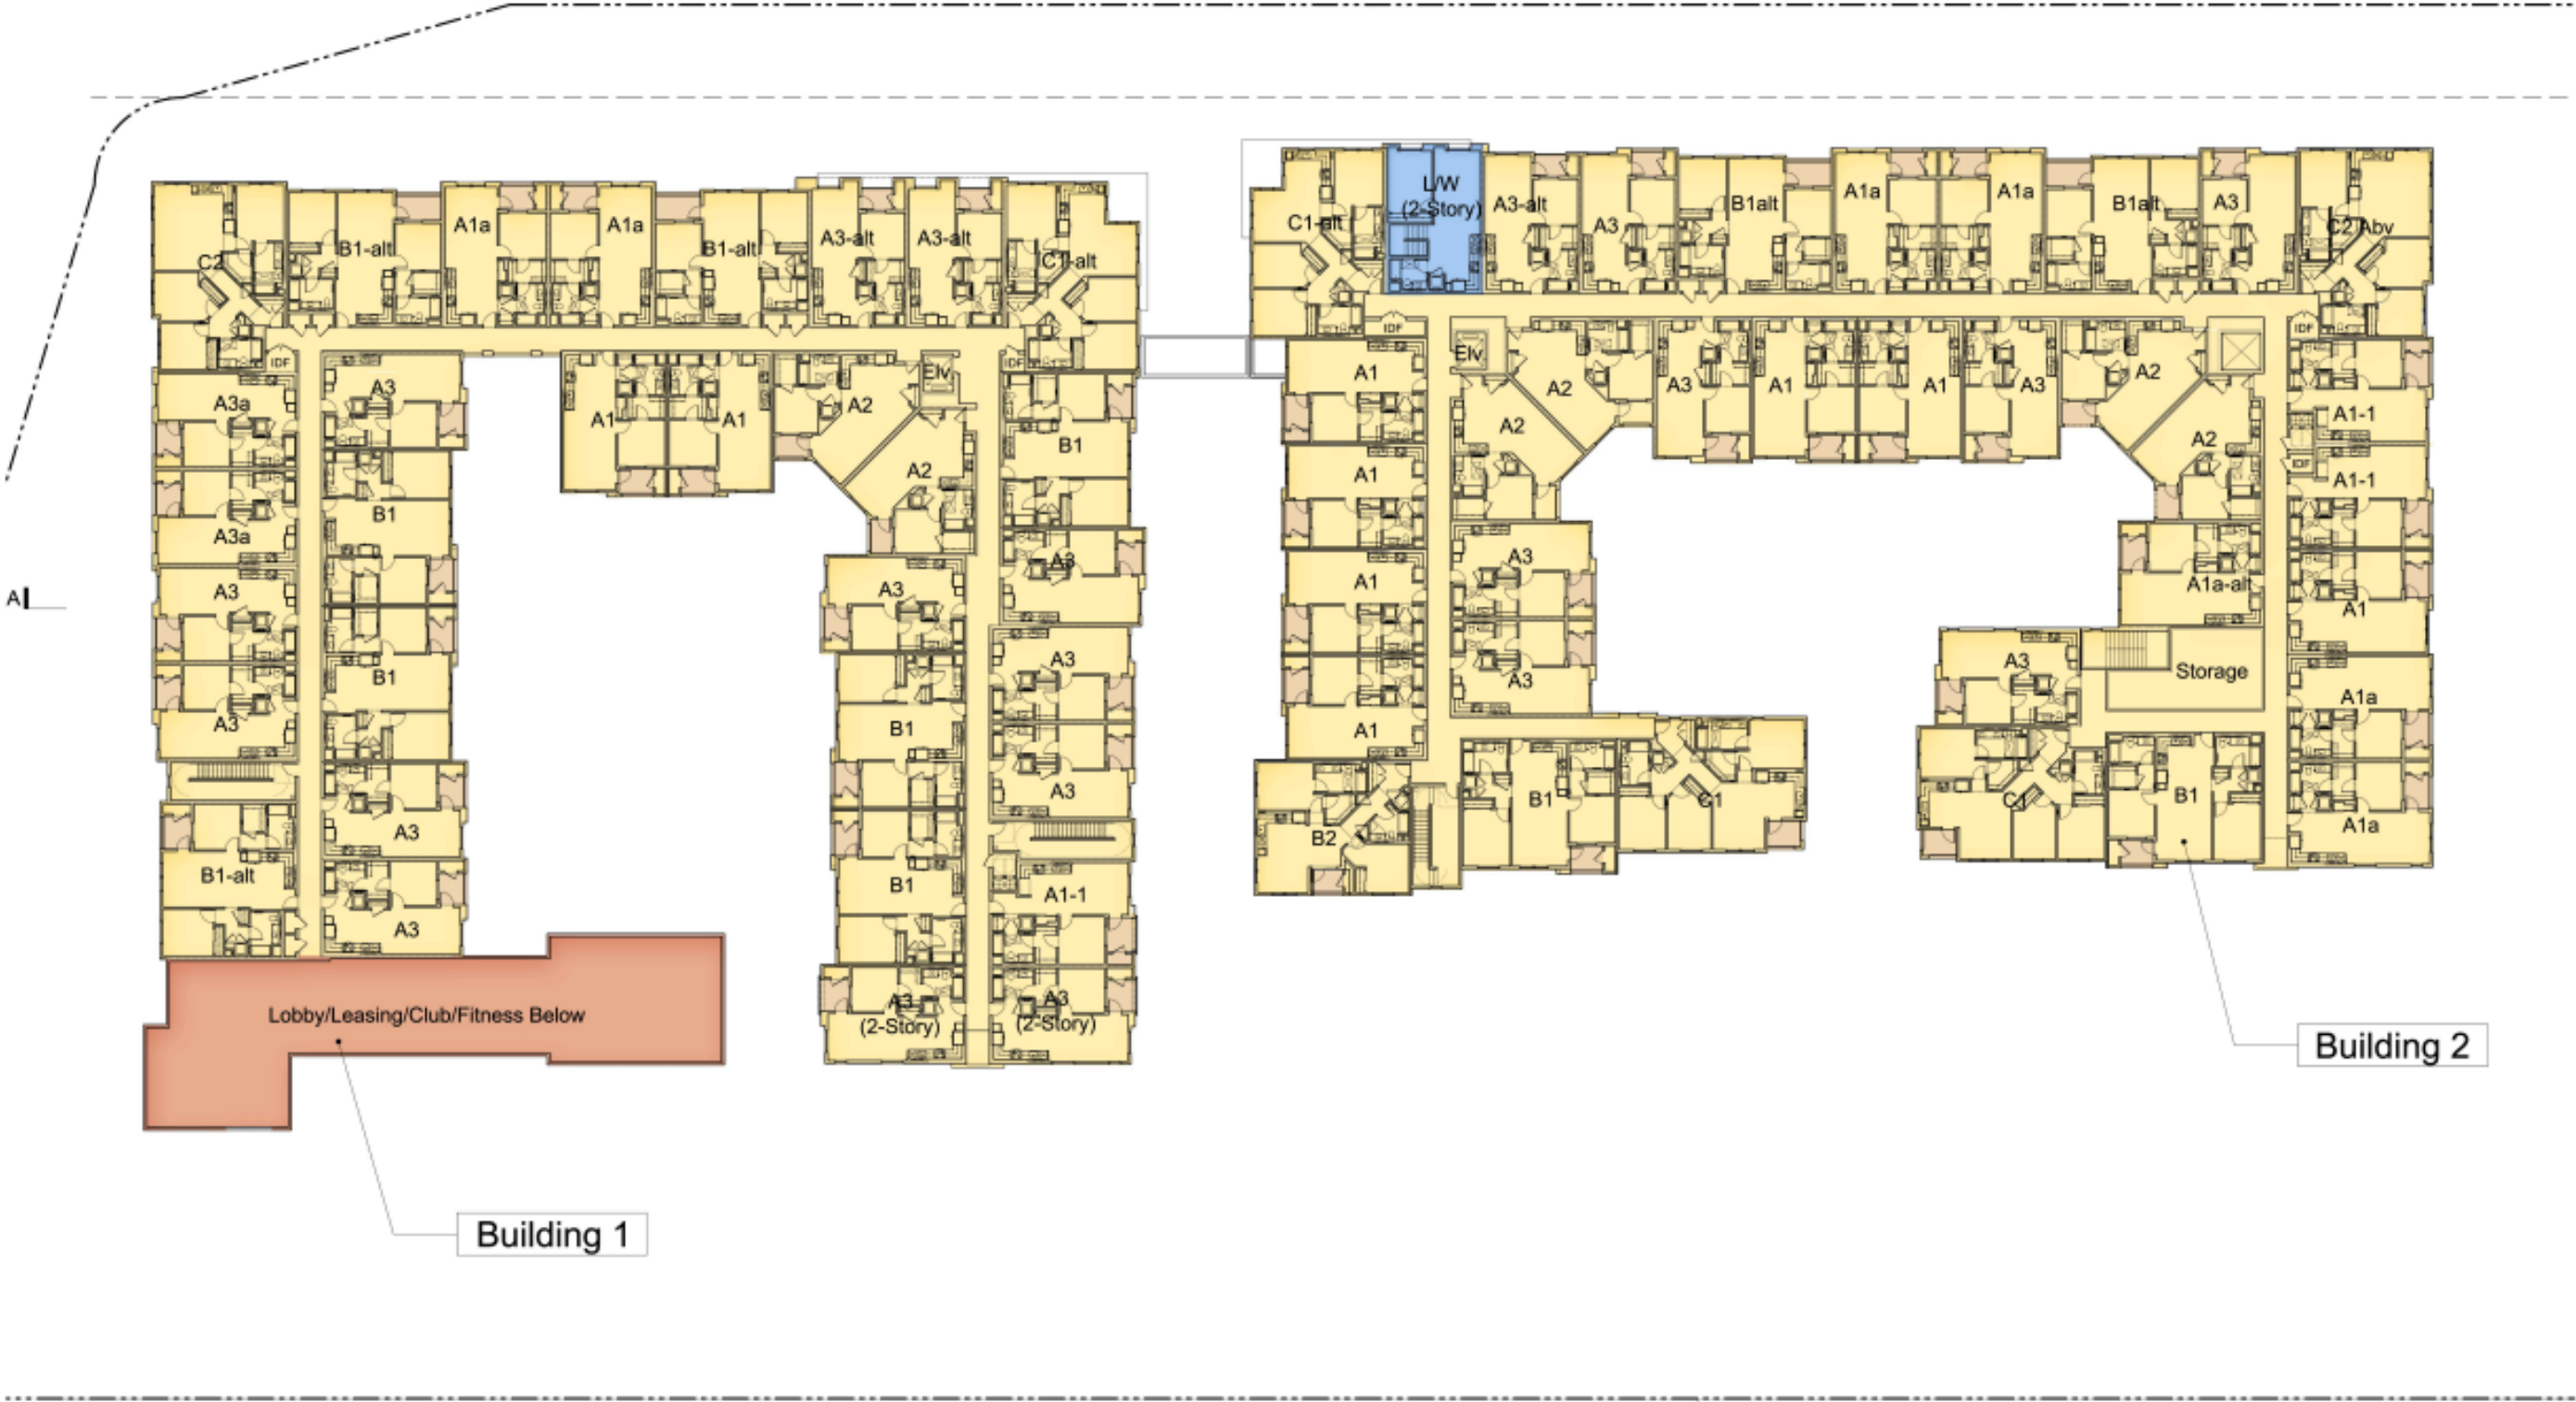 C2
B1-alt
A1a
A1a
B1-alt
A3-alt
A3-alt
C1-alt
IDF
A3
A3a
A3a
A3
A3
B1
B1
A3
B1-alt
A3
A1
A1
A2
Elv.
IDF
A2
B1
A3
A3
B1
A3
A3
B1
A1-1
A3
(2-Story)
A3
(2-Story)
Lobby/Leasing/Club/Fitness Below
Building 1
A
C1-alt
L/W
(2-Story)
A3-alt
A3
B1alt
A1a
A1a
B1alt
A3
C2 Abv
IDF
Elv.
A2
A3
A1
A1
A3
A2
IDF
A1
A2
A2
A1-1
A1
IDF
A1-1
A1
A3
A1a-alt
A1
A3
A3
Storage
A1a
A1
B2
B1
C1
C1
B1
A1a
Building 2